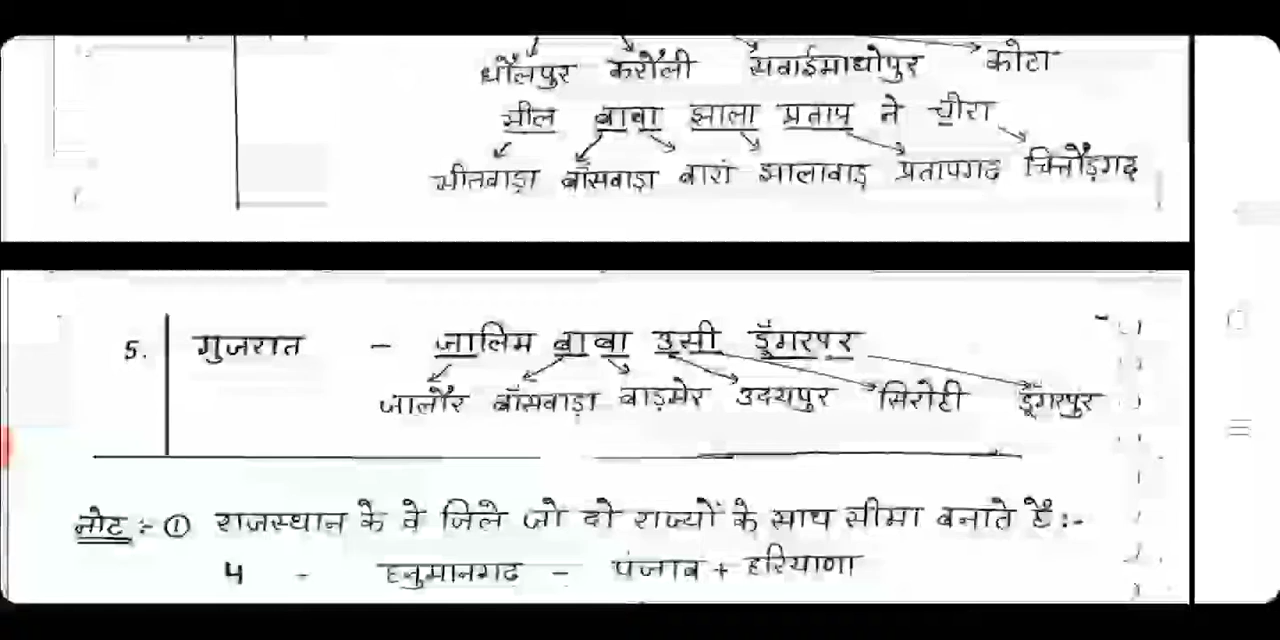 धौलपुर करौली सवाईमाधोपुर कोटा
भील बाबा झाला प्रताप ने चीरा
भीलवाड़ा बाँसवाड़ा बारां झालावाड़ प्रतापगढ़ चित्तौड़गढ़
5. गुजरात - जालिम बाबा उसी डूँगरपर
जालौर बाँसवाड़ा बाड़मेर उदयपुर सिरोही डूँगरपुर
नोट :- ① राजस्थान के वे जिले जो दो राज्यों के साथ सीमा बनाते हैं :-
4 - हनुमानगढ - पंजाब + हरियाणा